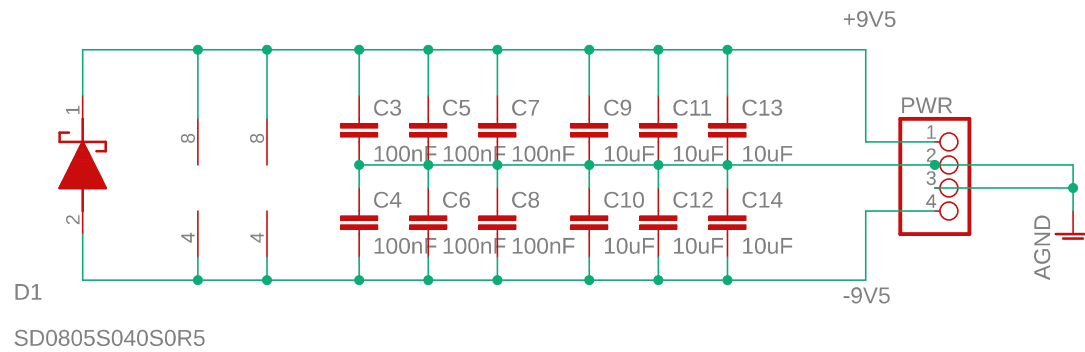 +9V5
1
8
8
C3
C5
C7
C9
C11
C13
PWR
100nF
100nF
100nF
10uF
10uF
10uF
1
2
3
4
2
4
4
C4
C6
C8
C10
C12
C14
100nF
100nF
100nF
10uF
10uF
10uF
AGND
D1
-9V5
SD0805S040S0R5